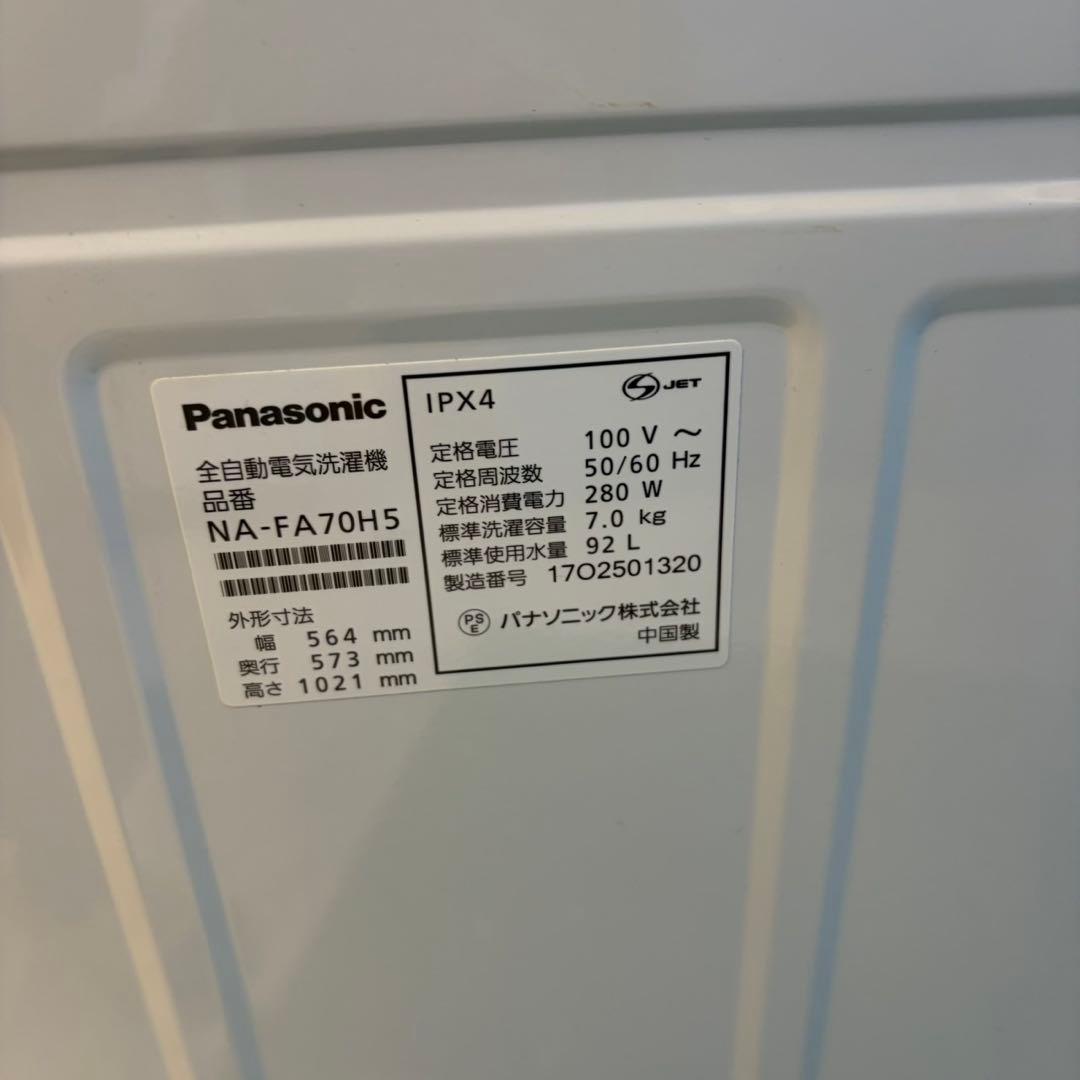 Panasonic
全自動電気洗濯機
品番
NA-FA70H5
外形寸法
幅 564 mm
奥行 573 mm
高さ 1021 mm
IPX4
S JET
定格電圧 100 V ～
定格周波数 50/60 Hz
定格消費電力 280 W
標準洗濯容量 7.0 kg
標準使用水量 92 L
製造番号 17O2501320
PSE パナソニック株式会社
中国製